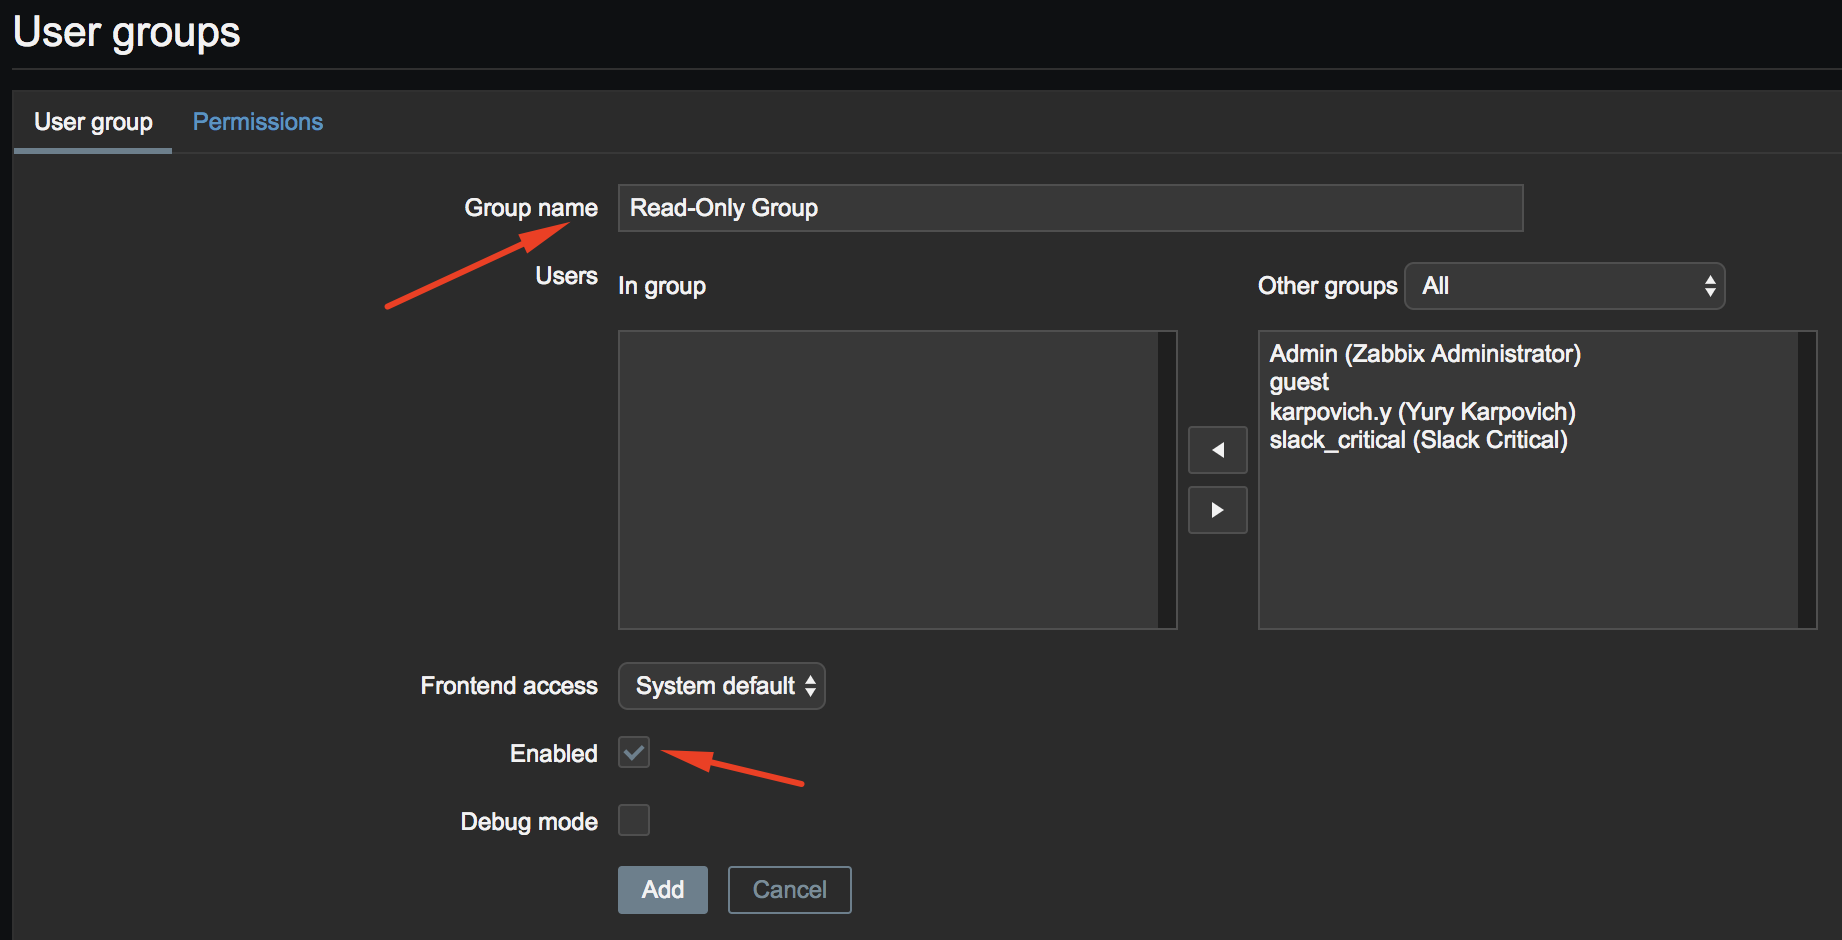 User groups
User group Permissions
Group name Read-Only Group
Users In group Other groups All
Admin (Zabbix Administrator)
guest
karpovich.y (Yury Karpovich)
slack_critical (Slack Critical)
Frontend access System default
Enabled
Debug mode
Add Cancel